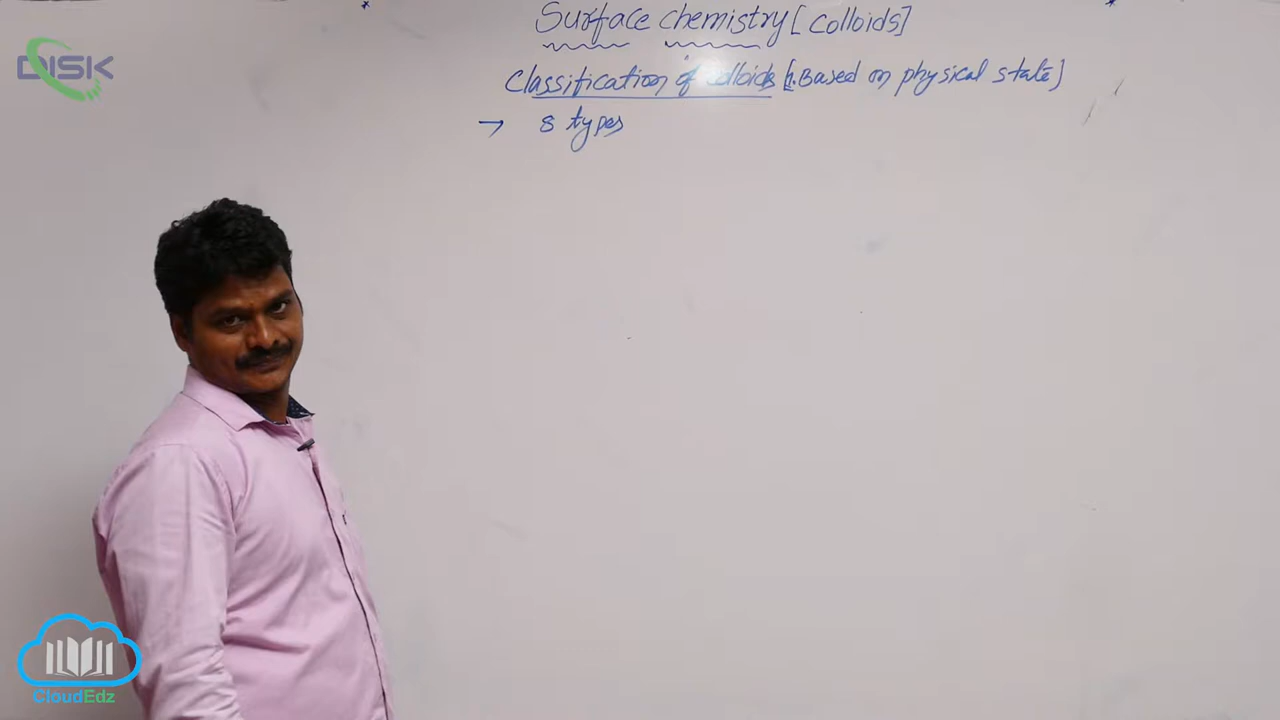 DISK
Surface chemistry [colloids]
Classification of colloids [1. Based on physical state]
→ 8 types
CloudEdz